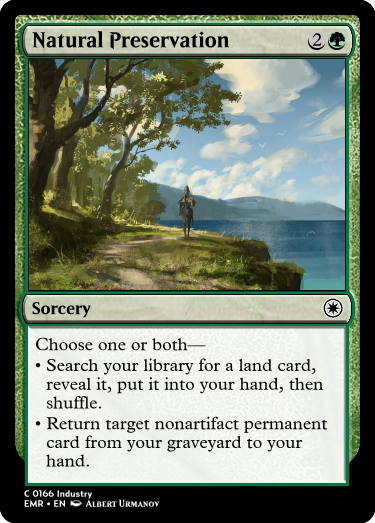 Natural Preservation 2
Sorcery
Choose one or both—
• Search your library for a land card,
reveal it, put it into your hand, then
shuffle.
• Return target nonartifact permanent
card from your graveyard to your
hand.
C 0166 Industry
EMR • EN Albert Urmanov